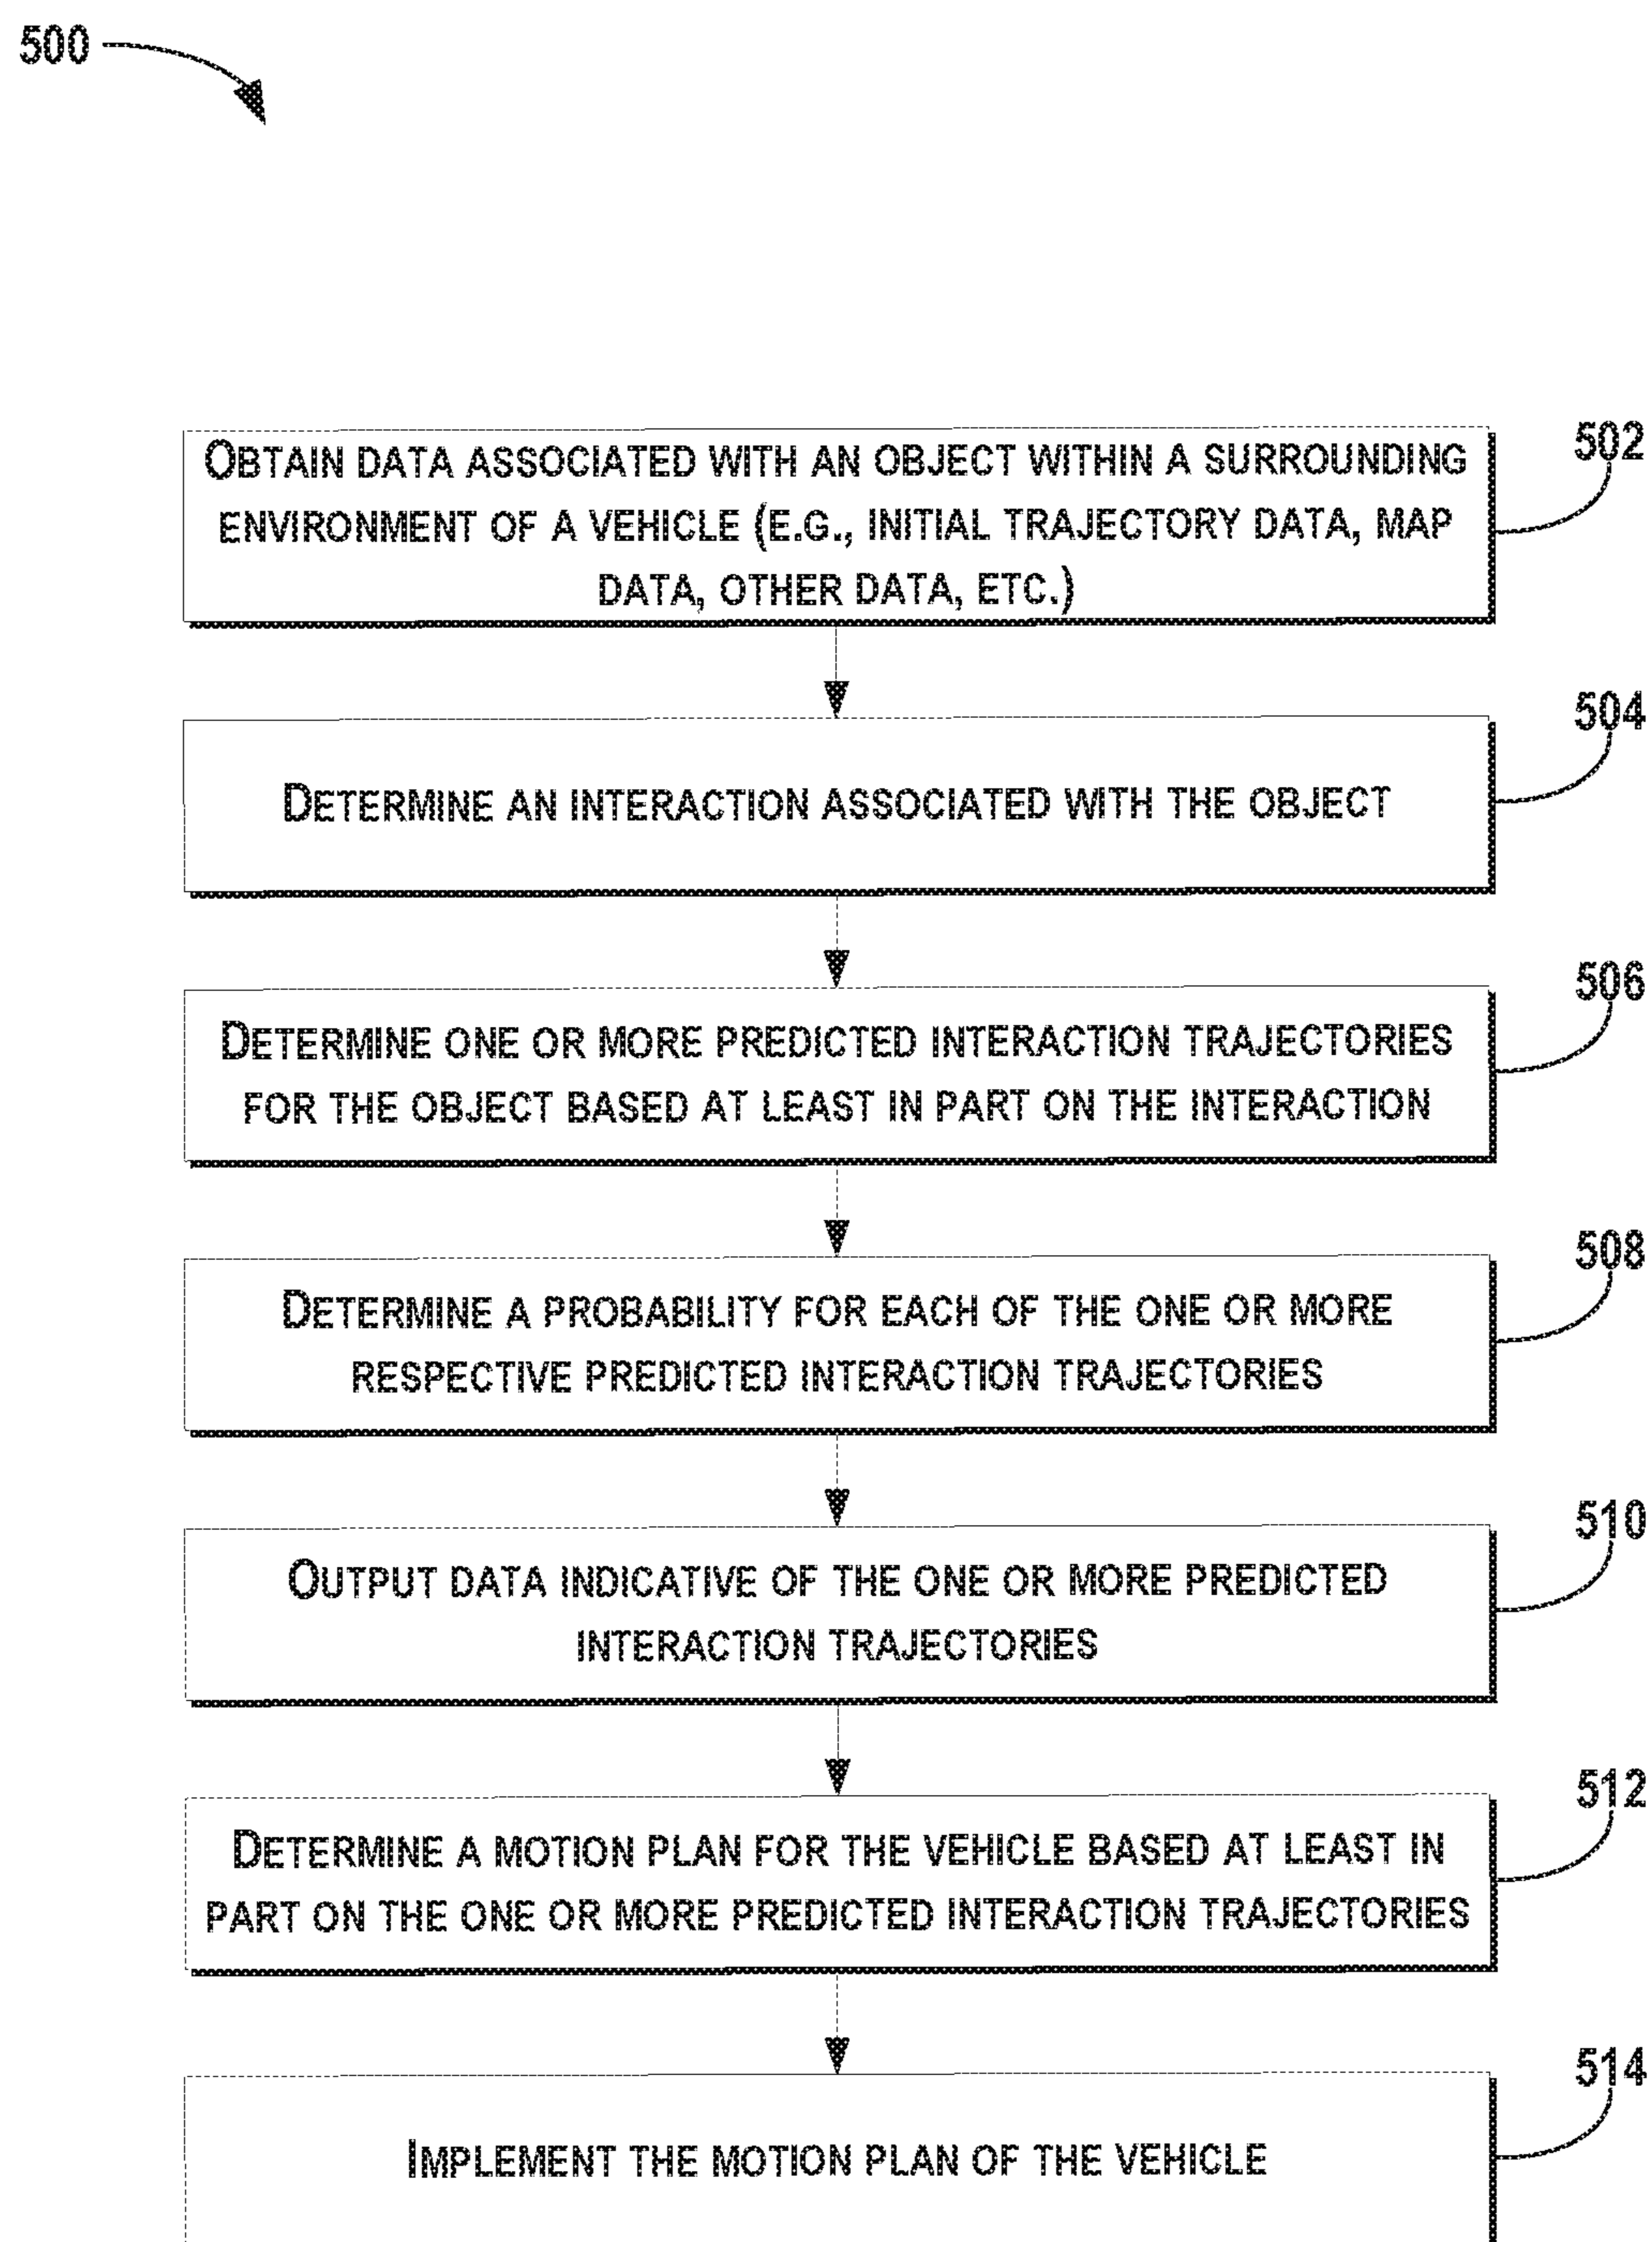 500
OBTAIN DATA ASSOCIATED WITH AN OBJECT WITHIN A SURROUNDING
ENVIRONMENT OF A VEHICLE (E.G., INITIAL TRAJECTORY DATA, MAP
DATA, OTHER DATA, ETC.)
502
DETERMINE AN INTERACTION ASSOCIATED WITH THE OBJECT
504
DETERMINE ONE OR MORE PREDICTED INTERACTION TRAJECTORIES
FOR THE OBJECT BASED AT LEAST IN PART ON THE INTERACTION
506
DETERMINE A PROBABILITY FOR EACH OF THE ONE OR MORE
RESPECTIVE PREDICTED INTERACTION TRAJECTORIES
508
OUTPUT DATA INDICATIVE OF THE ONE OR MORE PREDICTED
INTERACTION TRAJECTORIES
510
DETERMINE A MOTION PLAN FOR THE VEHICLE BASED AT LEAST IN
PART ON THE ONE OR MORE PREDICTED INTERACTION TRAJECTORIES
512
IMPLEMENT THE MOTION PLAN OF THE VEHICLE
514